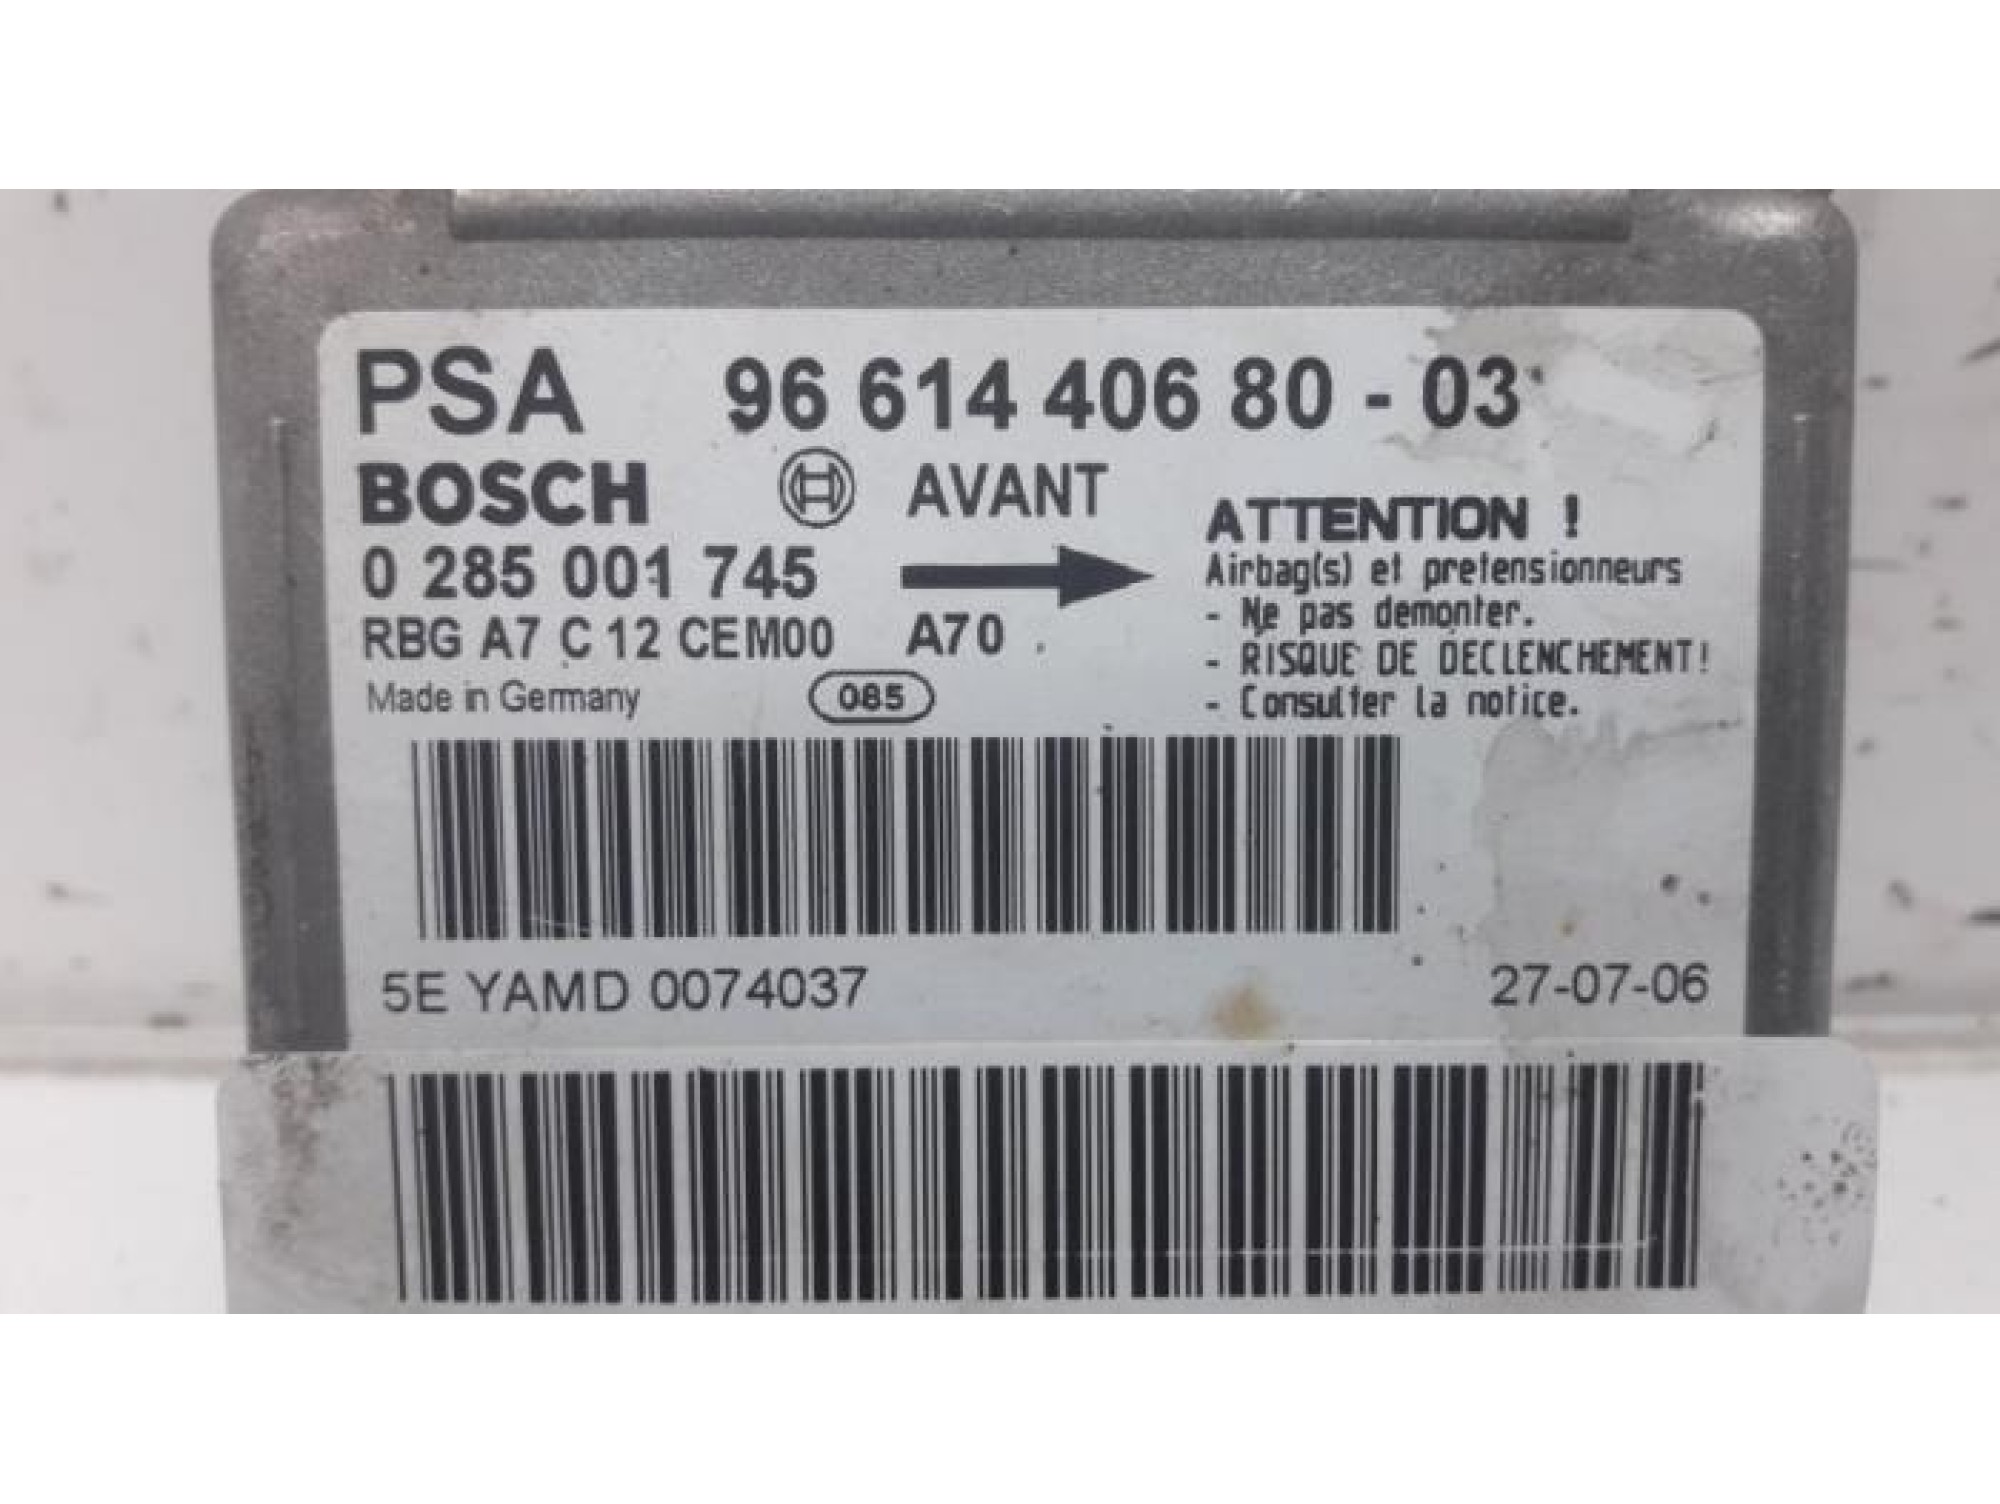 PSA 96 614 406 80 - 03
BOSCH AVANT
0 285 001 745
RBG A7 C 12 CEM00 A70
Made in Germany 085
ATTENTION !
Airbag(s) et pretensionneurs
- Ne pas demonter.
- RISQUE DE DECLENCHEMENT!
- Consulter la notice.
5E YAMD 0074037 27-07-06